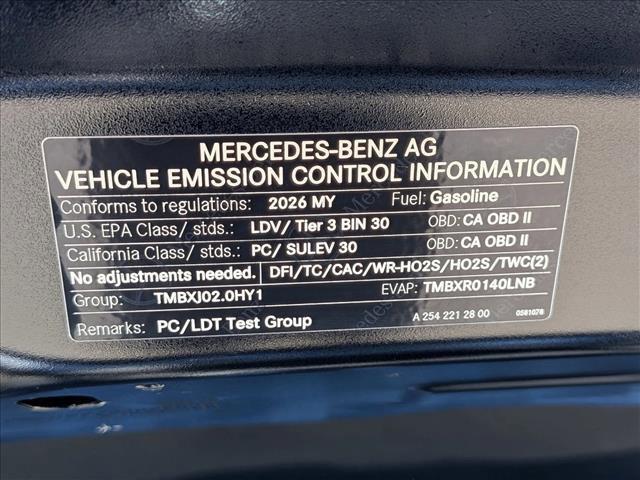 MERCEDES-BENZ AG
VEHICLE EMISSION CONTROL INFORMATION
Conforms to regulations: 2026 MY Fuel: Gasoline
U.S. EPA Class/ stds.: LDV/ Tier 3 BIN 30 OBD: CA OBD II
California Class/ stds.: PC/ SULEV 30 OBD: CA OBD II
No adjustments needed. DFI/TC/CAC/WR-HO2S/HO2S/TWC(2)
Group: TMBXJ02.0HY1 EVAP: TMBXR0140LNB
Remarks: PC/LDT Test Group A 254 221 28 00 0581078